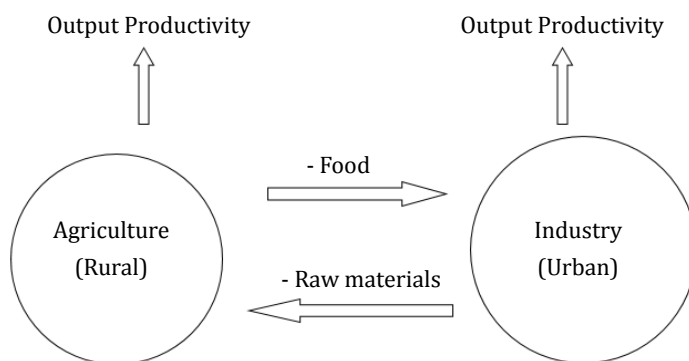 Output Productivity
Output Productivity
- Food
Agriculture
(Rural)
Industry
(Urban)
- Raw materials